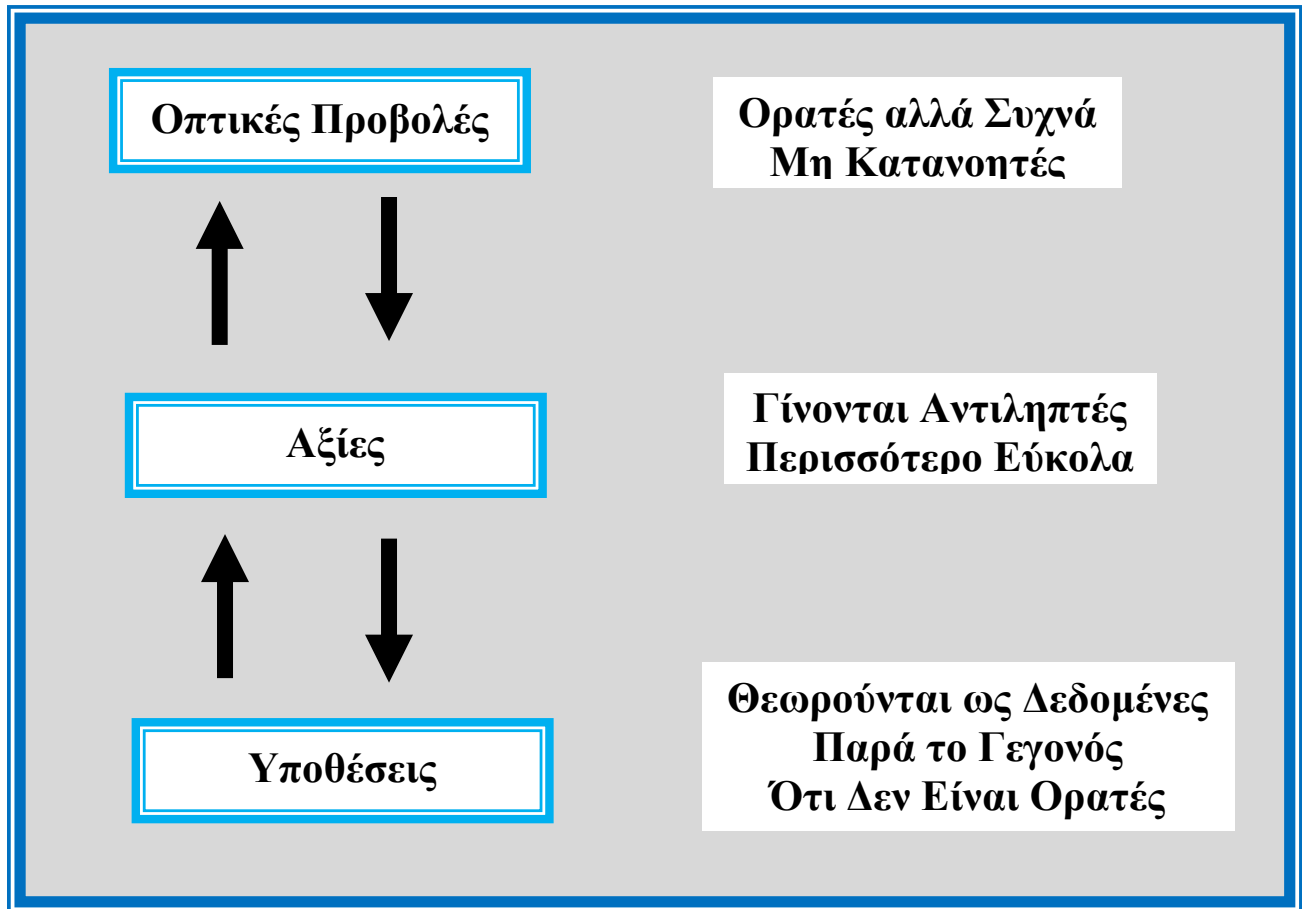 Οπτικές Προβολές
Ορατές αλλά Συχνά
Μη Κατανοητές
Αξίες
Γίνονται Αντιληπτές
Περισσότερο Εύκολα
Υποθέσεις
Θεωρούνται ως Δεδομένες
Παρά το Γεγονός
Ότι Δεν Είναι Ορατές